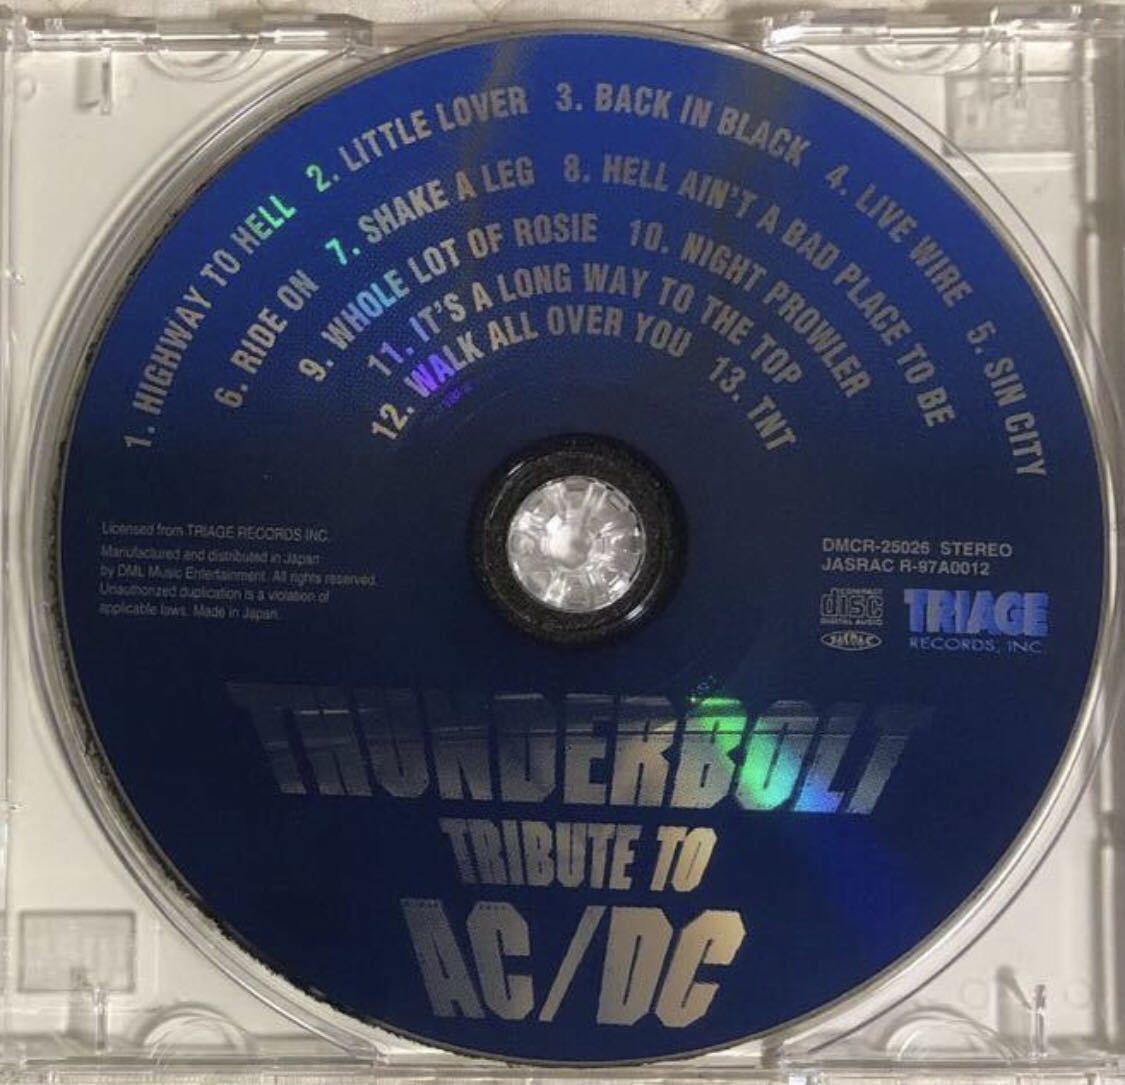 1. HIGHWAY TO HELL 2. LITTLE LOVER 3. BACK IN BLACK 4. LIVE WIRE 5. SIN CITY
6. RIDE ON 7. SHAKE A LEG 8. HELL AIN'T A BAD PLACE TO BE
9. WHOLE LOT OF ROSIE 10. NIGHT PROWLER
11. IT'S A LONG WAY TO THE TOP
12. WALK ALL OVER YOU 13. TNT
Licensed from TRIAGE RECORDS INC.
Manufactured and distributed in Japan
by DML Music Entertainment. All rights reserved.
Unauthorized duplication is a violation of
applicable laws. Made in Japan.
DMCR-25026 STEREO
JASRAC R-97A0012
COMPACT
disc
DIGITAL AUDIO
JASRAC
TRIAGE
RECORDS, INC.
THUNDERBOLT
TRIBUTE TO
AC/DC